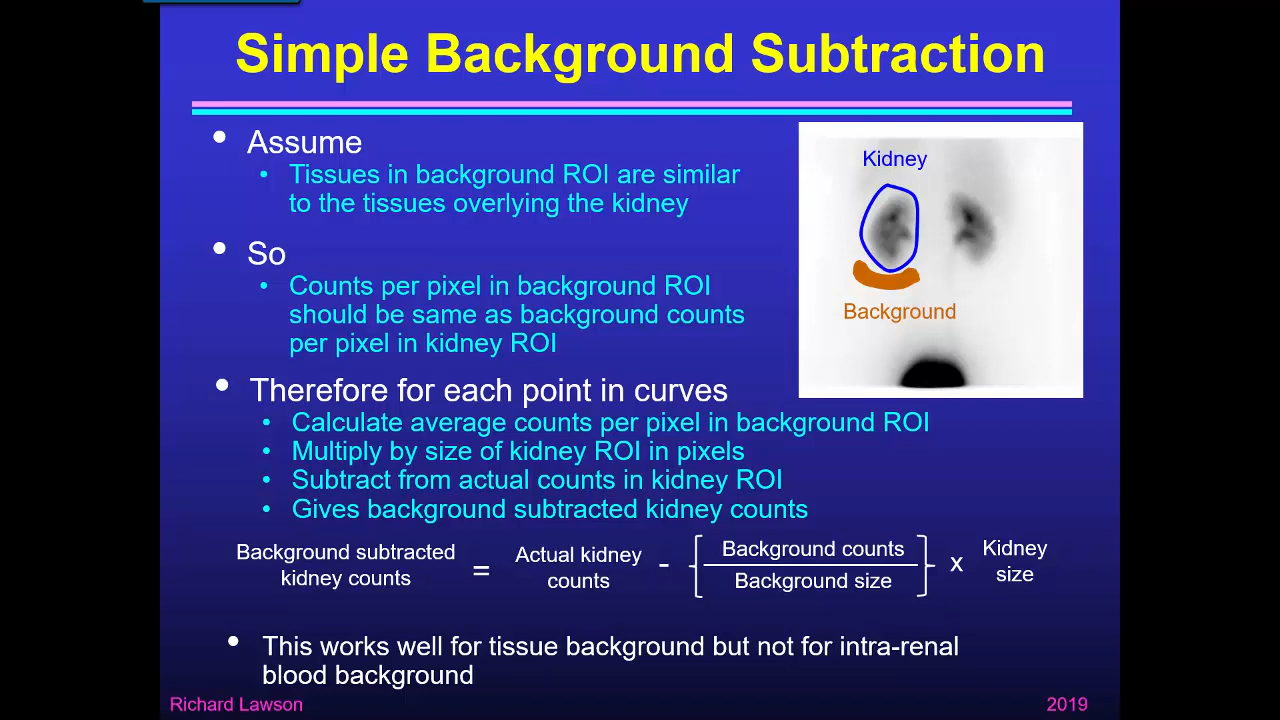 Simple Background Subtraction
• Assume
• Tissues in background ROI are similar
to the tissues overlying the kidney
• So
• Counts per pixel in background ROI
should be same as background counts
per pixel in kidney ROI
Kidney
Background
• Therefore for each point in curves
• Calculate average counts per pixel in background ROI
• Multiply by size of kidney ROI in pixels
• Subtract from actual counts in kidney ROI
• Gives background subtracted kidney counts
Background subtracted
kidney counts
=
Actual kidney
counts
-
Background counts
Background size
x
Kidney
size
• This works well for tissue background but not for intra-renal
blood background
Richard Lawson
2019